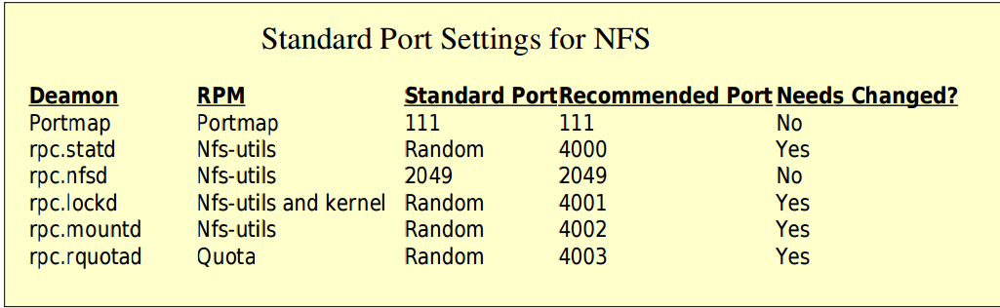 Standard Port Settings for NFS
Deamon RPM Standard Port Recommended Port Needs Changed?
Portmap Portmap 111 111 No
rpc.statd Nfs-utils Random 4000 Yes
rpc.nfsd Nfs-utils 2049 2049 No
rpc.lockd Nfs-utils and kernel Random 4001 Yes
rpc.mountd Nfs-utils Random 4002 Yes
rpc.rquotad Quota Random 4003 Yes